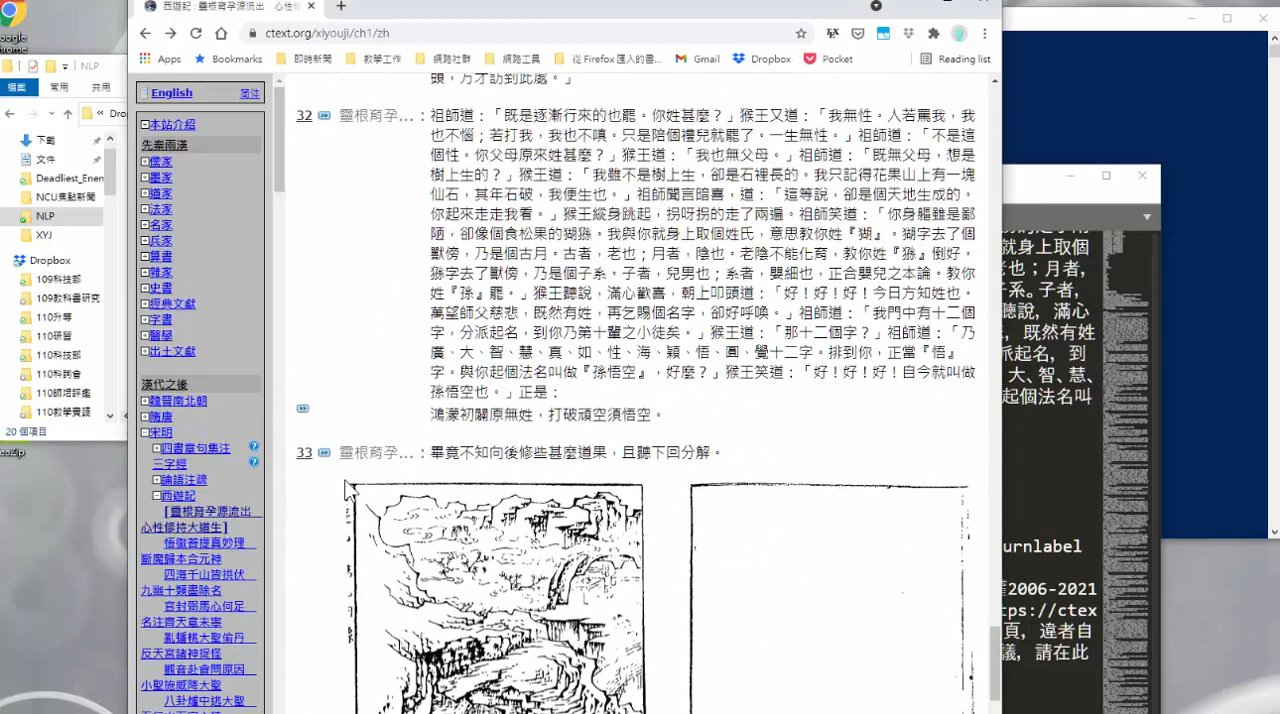 西遊記 : 靈根育孕源流出 心性
ctext.org/xiyouji/ch1/zh
Apps
Bookmarks
即時新聞
教學工作
網路社群
網路工具
從 Firefox 匯入的書...
Gmail
Dropbox
Pocket
Reading list
oogle
NLP
檔案
常用
共用
« Dro
下載
文件
Deadliest_Enen
NCU焦點新聞
NLP
XYJ
Dropbox
109科技部
109教科書研究
110升等
110研習
110科技部
110科詢會
110師培評鑑
110教學實踐
20 個項目
English
简注
本站介紹
先秦兩漢
儒家
墨家
道家
法家
名家
兵家
算書
雜家
史書
經典文獻
字書
醫學
出土文獻
漢代之後
魏晉南北朝
隋唐
宋明
四書章句集注
三字經
論語注疏
西遊記
[靈根育孕源流出
心性修持大道生]
悟徹菩提真妙理
斷魔歸本合元神
四海千山皆拱伏
九幽十類盡除名
官封弼馬心何足
名注齊天意未寧
亂蟠桃大聖偷丹
反天宮諸神捉怪
觀音赴會問原因
小聖施威降大聖
八卦爐中逃大聖
頭，方才訪到此處。」
32 靈根育孕... : 祖師道：「既是逐漸行來的也罷。你姓甚麼？」猴王又道：「我無性。人若罵我，我
也不惱；若打我，我也不嗔。只是陪個禮兒就罷了。一生無性。」祖師道：「不是這
個性。你父母原來姓甚麼？」猴王道：「我也無父母。」祖師道：「既無父母，想是
樹上生的？」猴王道：「我雖不是樹上生，卻是石裡長的。我只記得花果山上有一塊
仙石，其年石破，我便生也。」祖師聞言暗喜，道：「這等說，卻是個天地生成的。
你起來走走我看。」猴王縱身跳起，拐呀拐的走了兩遍。祖師笑道：「你身軀雖是鄙
陋，卻像個食松果的猢猻。我與你就身上取個姓氏，意思教你姓『猢』。猢字去了個
獸傍，乃是個古月。古者，老也；月者，陰也。老陰不能化育，教你姓『猻』倒好。
猻字去了獸傍，乃是個子系。子者，兒男也；系者，嬰細也，正合嬰兒之本論。教你
姓『孫』罷。」猴王聽說，滿心歡喜，朝上叩頭道：「好！好！好！今日方知姓也。
萬望師父慈悲，既然有姓，再乞賜個名字，卻好呼喚。」祖師道：「我門中有十二個
字，分派起名，到你乃第十輩之小徒矣。」猴王道：「那十二個字？」祖師道：「乃
廣、大、智、慧、真、如、性、海、穎、悟、圓、覺十二字。排到你，正當『悟』
字。與你起個法名叫做『孫悟空』，好麼？」猴王笑道：「好！好！好！自今就叫做
孫悟空也。」正是：
鴻蒙初闢原無姓，打破頑空須悟空。
33 靈根育孕... : 畢竟不知向後修些甚麼道果，且聽下回分解。
就身上取個
老也；月者，
子系。子者，
聽說，滿心
，既然有姓
派起名，到
大、智、慧、
起個法名叫
urnlabel
2006-2021
tps://ctex
頁，違者自
議，請在此